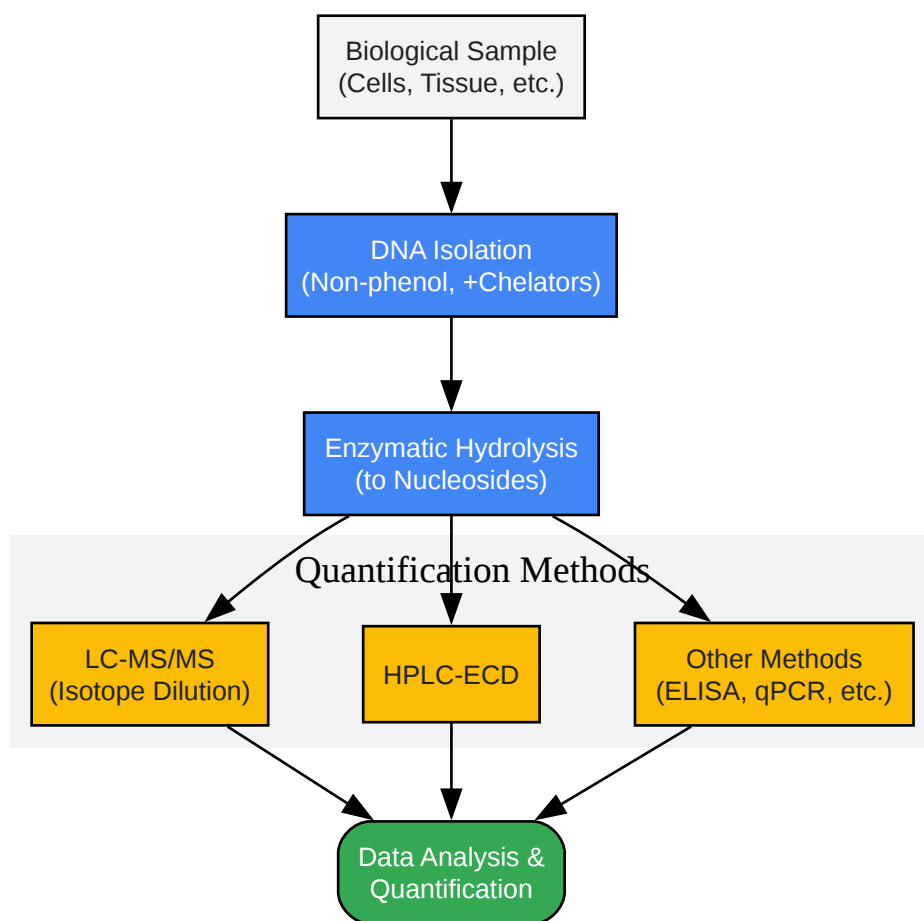 Biological Sample
(Cells, Tissue, etc.)
DNA Isolation
(Non-phenol, +Chelators)
Enzymatic Hydrolysis
(to Nucleosides)
Quantification Methods
LC-MS/MS
(Isotope Dilution)
HPLC-ECD
Other Methods
(ELISA, qPCR, etc.)
Data Analysis &
Quantification